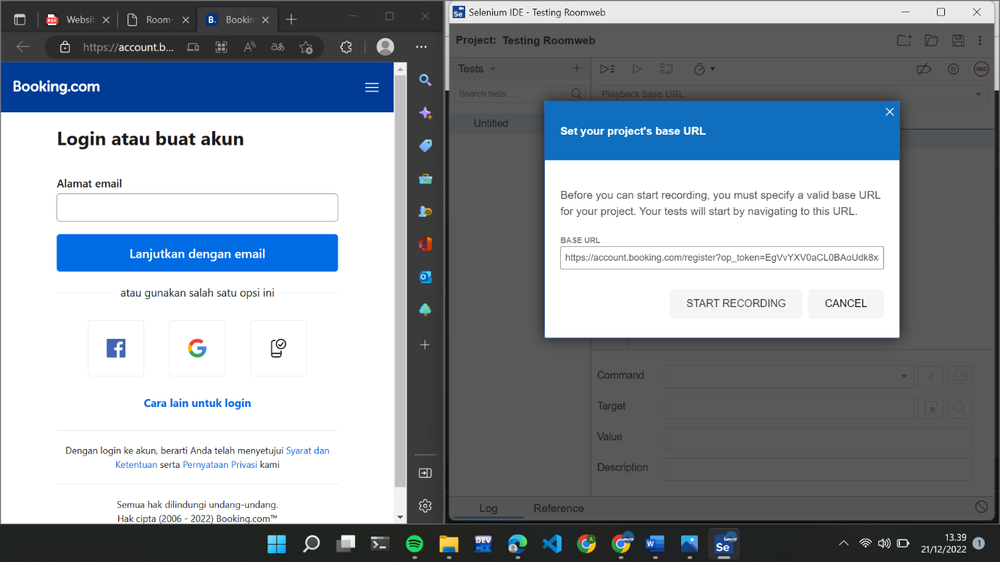 Websit
Room-
B.
Bookin
https://account.b...
Booking.com
Login atau buat akun
Alamat email
Lanjutkan dengan email
atau gunakan salah satu opsi ini
Cara lain untuk login
Dengan login ke akun, berarti Anda telah menyetujui Syarat dan
Ketentuan serta Pernyataan Privasi kami
Semua hak dilindungi undang-undang.
Hak cipta (2006 - 2022) Booking.com™
Se
Selenium IDE - Testing Roomweb
Project: Testing Roomweb
Tests
REC
Search tests...
Playback base URL
Untitled
Set your project's base URL
Before you can start recording, you must specify a valid base URL
for your project. Your tests will start by navigating to this URL.
BASE URL
https://account.booking.com/register?op_token=EgVvYXV0aCL0BAoUdk8x
START RECORDING
CANCEL
Command
//
Target
Value
Description
Log
Reference
DEV
C++
A
W
Se
13.39
21/12/2022
1